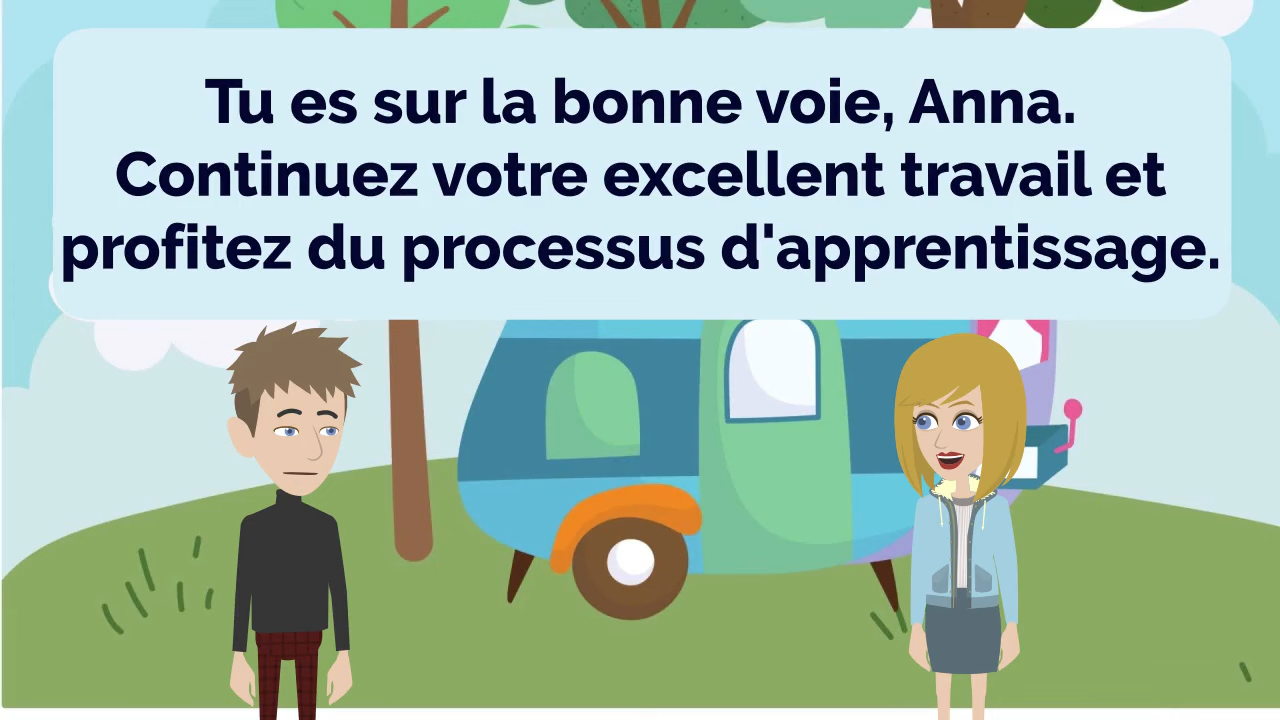 Tu es sur la bonne voie, Anna.
Continuez votre excellent travail et
profitez du processus d'apprentissage.